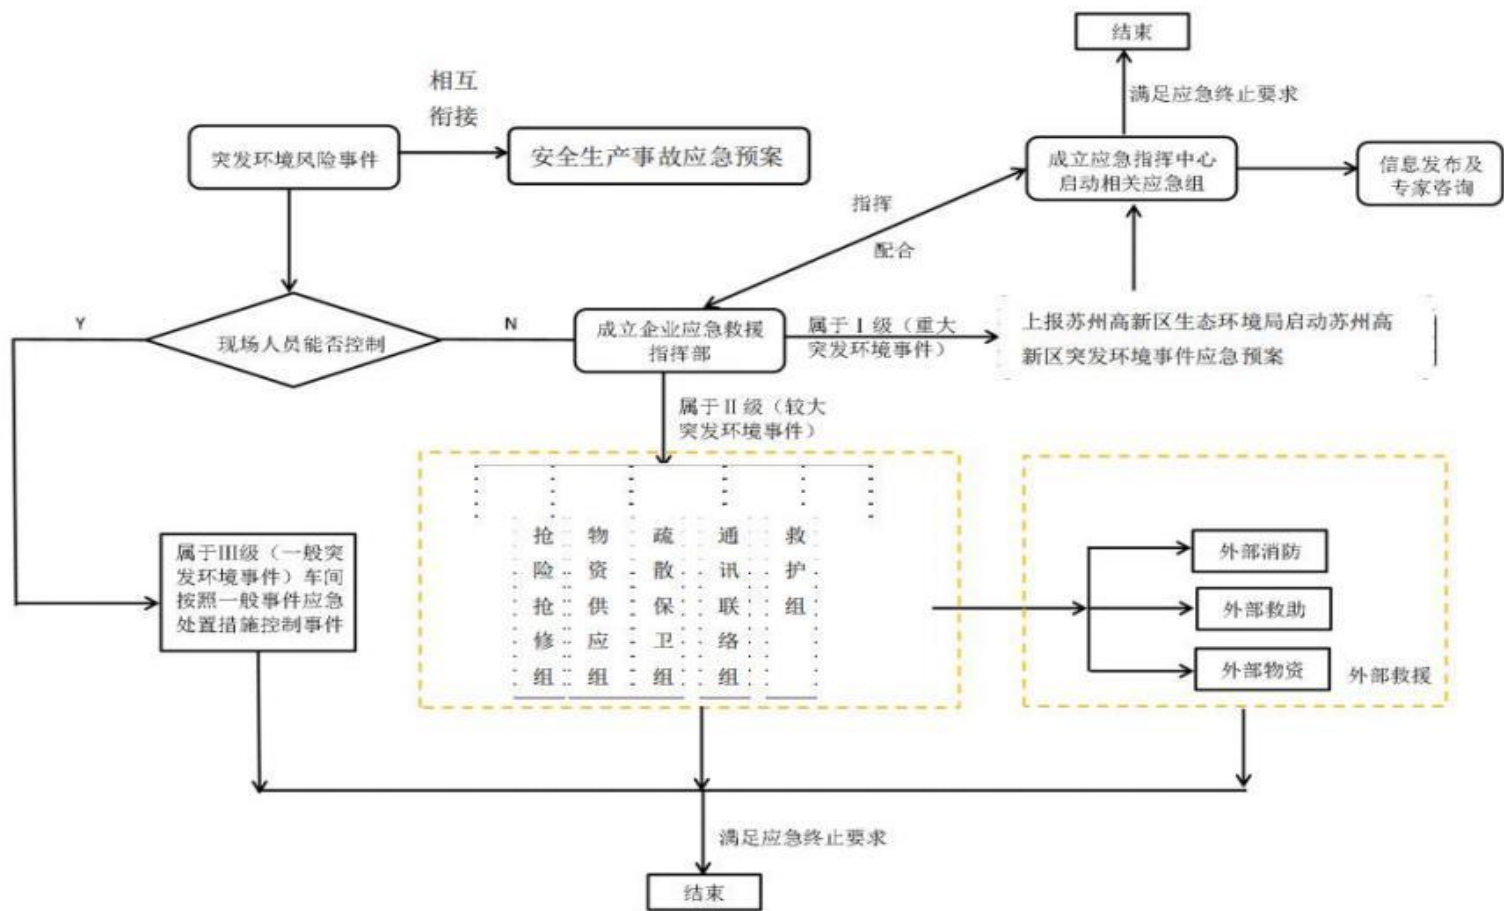 结束
满足应急终止要求
相互
衔接
突发环境风险事件
安全生产事故应急预案
成立应急指挥中心
启动相关应急组
信息发布及
专家咨询
指挥
配合
Y
现场人员能否控制
N
成立企业应急救援
指挥部
属于Ⅰ级（重大
突发环境事件）
上报苏州高新区生态环境局启动苏州高
新区突发环境事件应急预案
属于Ⅱ级（较大
突发环境事件）
属于Ⅲ级（一般突
发环境事件）车间
按照一般事件应急
处置措施控制事件
抢险抢修组
物资供应组
疏散保卫组
通讯联络组
救护组
外部消防
外部救助
外部物资
外部救援
满足应急终止要求
结束